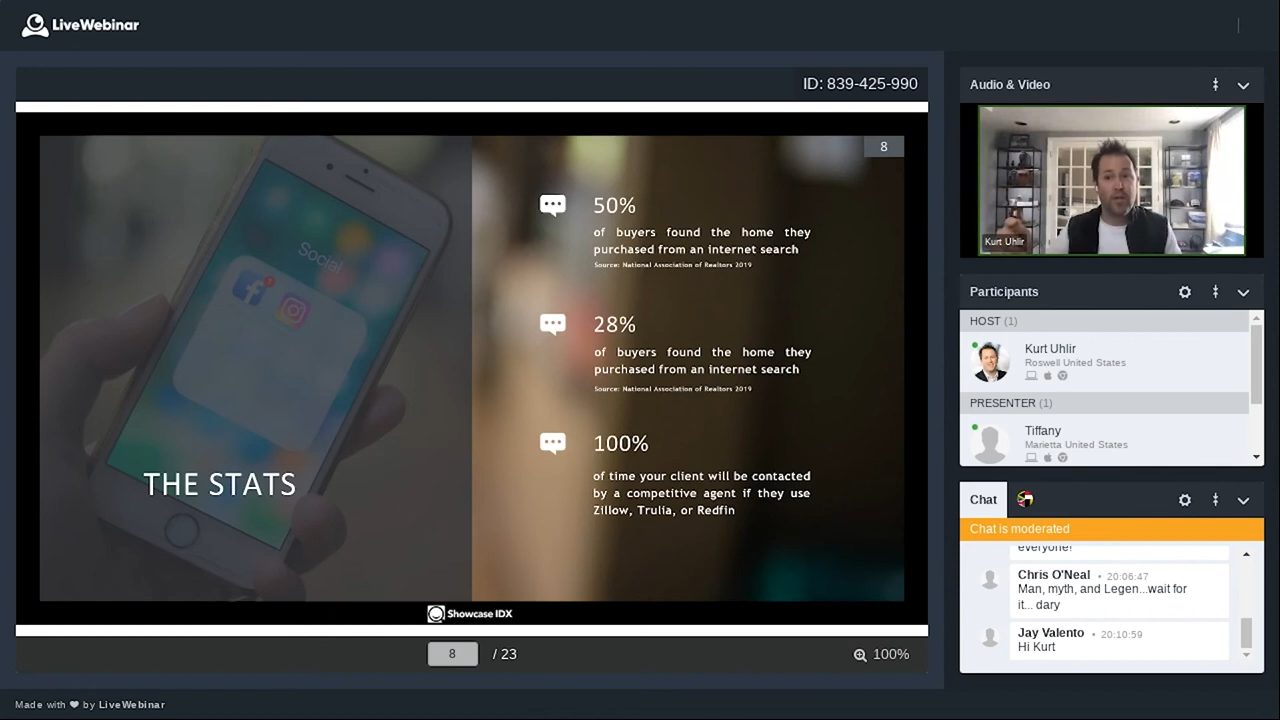 LiveWebinar
ID: 839-425-990
8
Social
THE STATS
50%
of buyers found the home they
purchased from an internet search
Source: National Association of Realtors 2019
28%
of buyers found the home they
purchased from an internet search
Source: National Association of Realtors 2019
100%
of time your client will be contacted
by a competitive agent if they use
Zillow, Trulia, or Redfin
Showcase IDX
8 / 23
100%
Audio & Video
Kurt Uhlir
Participants
HOST (1)
Kurt Uhlir
Roswell United States
PRESENTER (1)
Tiffany
Marietta United States
Chat
Chat is moderated
everyone!
Chris O'Neal • 20:06:47
Man, myth, and Legen...wait for
it... dary
Jay Valento • 20:10:59
Hi Kurt
Made with by LiveWebinar